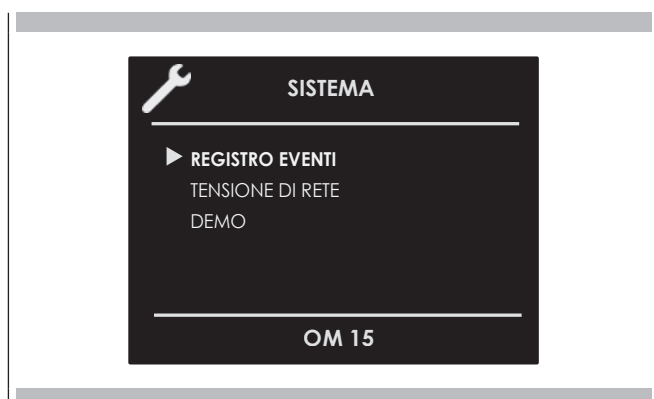 SISTEMA
REGISTRO EVENTI
TENSIONE DI RETE
DEMO
OM 15